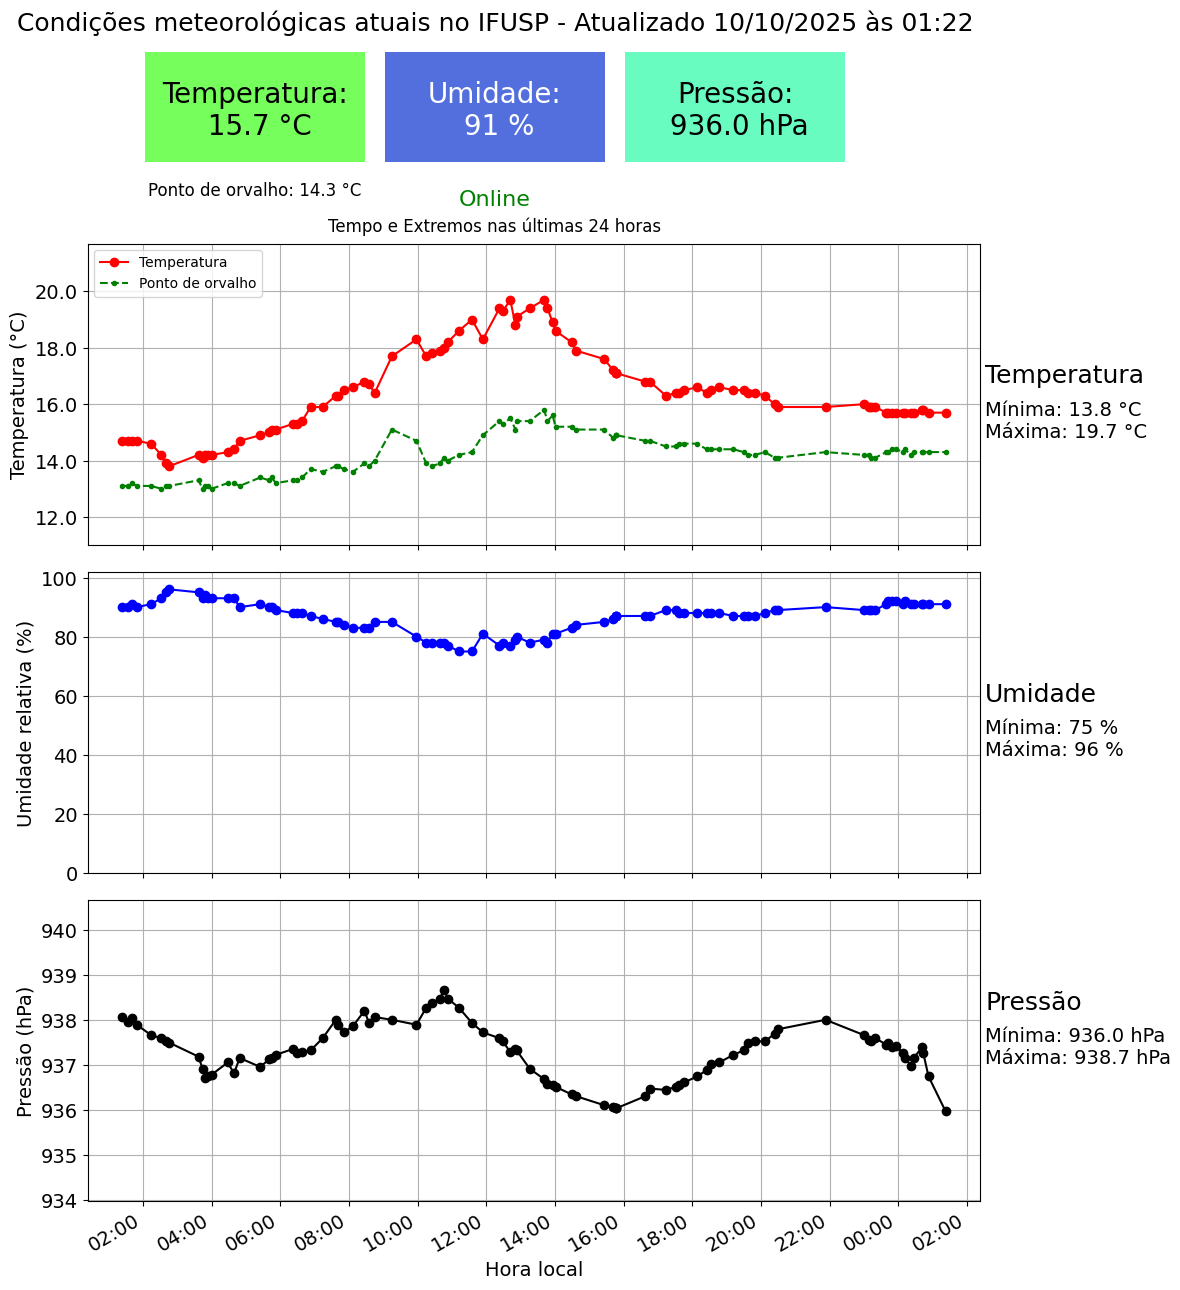 Condições meteorológicas atuais no IFUSP - Atualizado 10/10/2025 às 01:22
Temperatura:
15.7 °C
Umidade:
91 %
Pressão:
936.0 hPa
Ponto de orvalho: 14.3 °C
Online
Tempo e Extremos nas últimas 24 horas
Temperatura
Ponto de orvalho
Temperatura (°C)
20.0
18.0
16.0
14.0
12.0
Temperatura
Mínima: 13.8 °C
Máxima: 19.7 °C
Umidade relativa (%)
100
80
60
40
20
0
Umidade
Mínima: 75 %
Máxima: 96 %
Pressão (hPa)
940
939
938
937
936
935
934
Pressão
Mínima: 936.0 hPa
Máxima: 938.7 hPa
02:00 04:00 06:00 08:00 10:00 12:00 14:00 16:00 18:00 20:00 22:00 00:00 02:00
Hora local